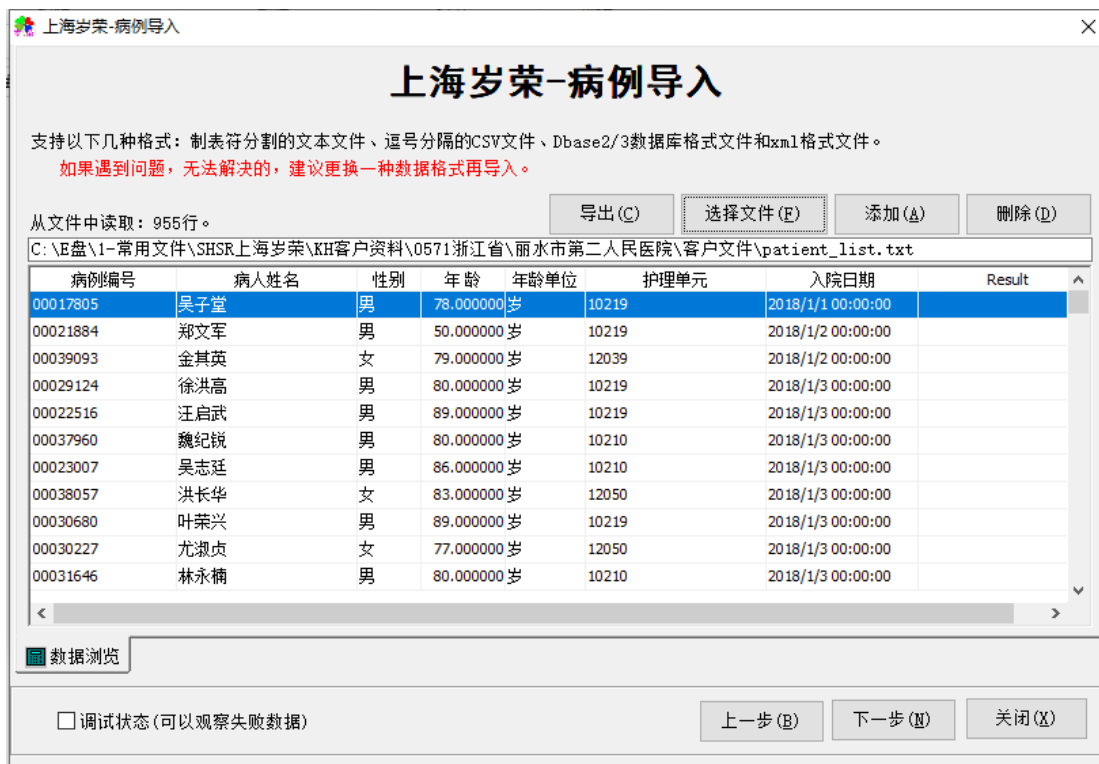 上海岁荣-病例导入
上海岁荣-病例导入
支持以下几种格式：制表符分割的文本文件、逗号分隔的CSV文件、Dbase2/3数据库格式文件和xml格式文件。
如果遇到问题，无法解决的，建议更换一种数据格式再导入。
从文件中读取：955行。 导出(C) 选择文件(F) 添加(A) 删除(D)
C:\E盘\1-常用文件\SHSR上海岁荣\KH客户资料\0571浙江省\丽水市第二人民医院\客户文件\patient_list.txt
病例编号 病人姓名 性别 年龄 年龄单位 护理单元 入院日期 Result
00017805 吴子堂 男 78.000000 岁 10219 2018/1/1 00:00:00
00021884 郑文军 男 50.000000 岁 10219 2018/1/2 00:00:00
00039093 金其英 女 79.000000 岁 12039 2018/1/2 00:00:00
00029124 徐洪高 男 80.000000 岁 10219 2018/1/3 00:00:00
00022516 汪启武 男 89.000000 岁 10219 2018/1/3 00:00:00
00037960 魏纪锐 男 80.000000 岁 10210 2018/1/3 00:00:00
00023007 吴志廷 男 86.000000 岁 10210 2018/1/3 00:00:00
00038057 洪长华 女 83.000000 岁 12050 2018/1/3 00:00:00
00030680 叶荣兴 男 89.000000 岁 10219 2018/1/3 00:00:00
00030227 尤淑贞 女 77.000000 岁 12050 2018/1/3 00:00:00
00031646 林永楠 男 80.000000 岁 10210 2018/1/3 00:00:00
数据浏览
调试状态(可以观察失败数据) 上一步(B) 下一步(N) 关闭(X)